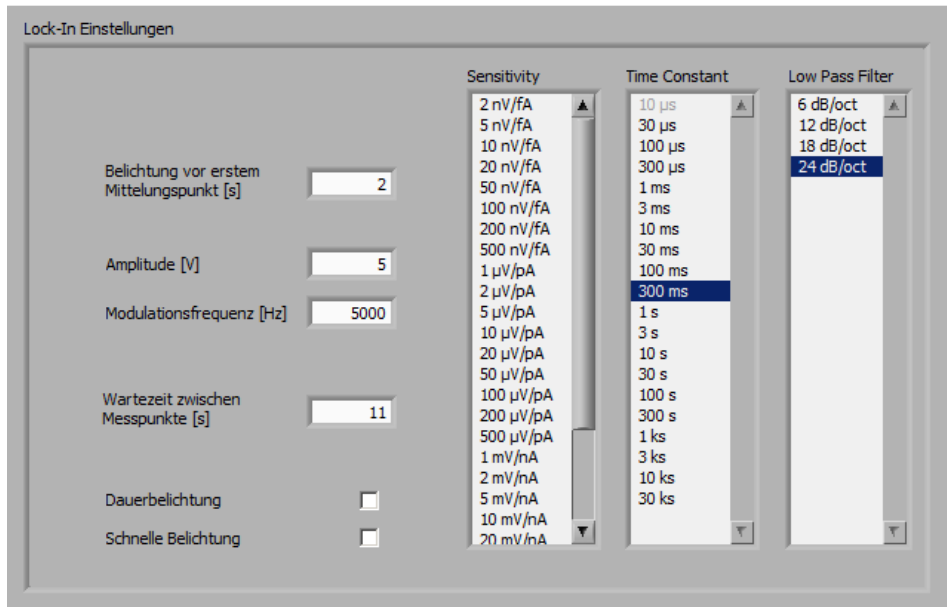 Lock-In Einstellungen
Belichtung vor erstem
Mittelungspunkt [s]
2
Amplitude [V]
5
Modulationsfrequenz [Hz]
5000
Wartezeit zwischen
Messpunkte [s]
11
Dauerbelichtung
Schnelle Belichtung
Sensitivity
2 nV/fA
5 nV/fA
10 nV/fA
20 nV/fA
50 nV/fA
100 nV/fA
200 nV/fA
500 nV/fA
1 µV/pA
2 µV/pA
5 µV/pA
10 µV/pA
20 µV/pA
50 µV/pA
100 µV/pA
200 µV/pA
500 µV/pA
1 mV/nA
2 mV/nA
5 mV/nA
10 mV/nA
20 mV/nA
Time Constant
10 µs
30 µs
100 µs
300 µs
1 ms
3 ms
10 ms
30 ms
100 ms
300 ms
1 s
3 s
10 s
30 s
100 s
300 s
1 ks
3 ks
10 ks
30 ks
Low Pass Filter
6 dB/oct
12 dB/oct
18 dB/oct
24 dB/oct